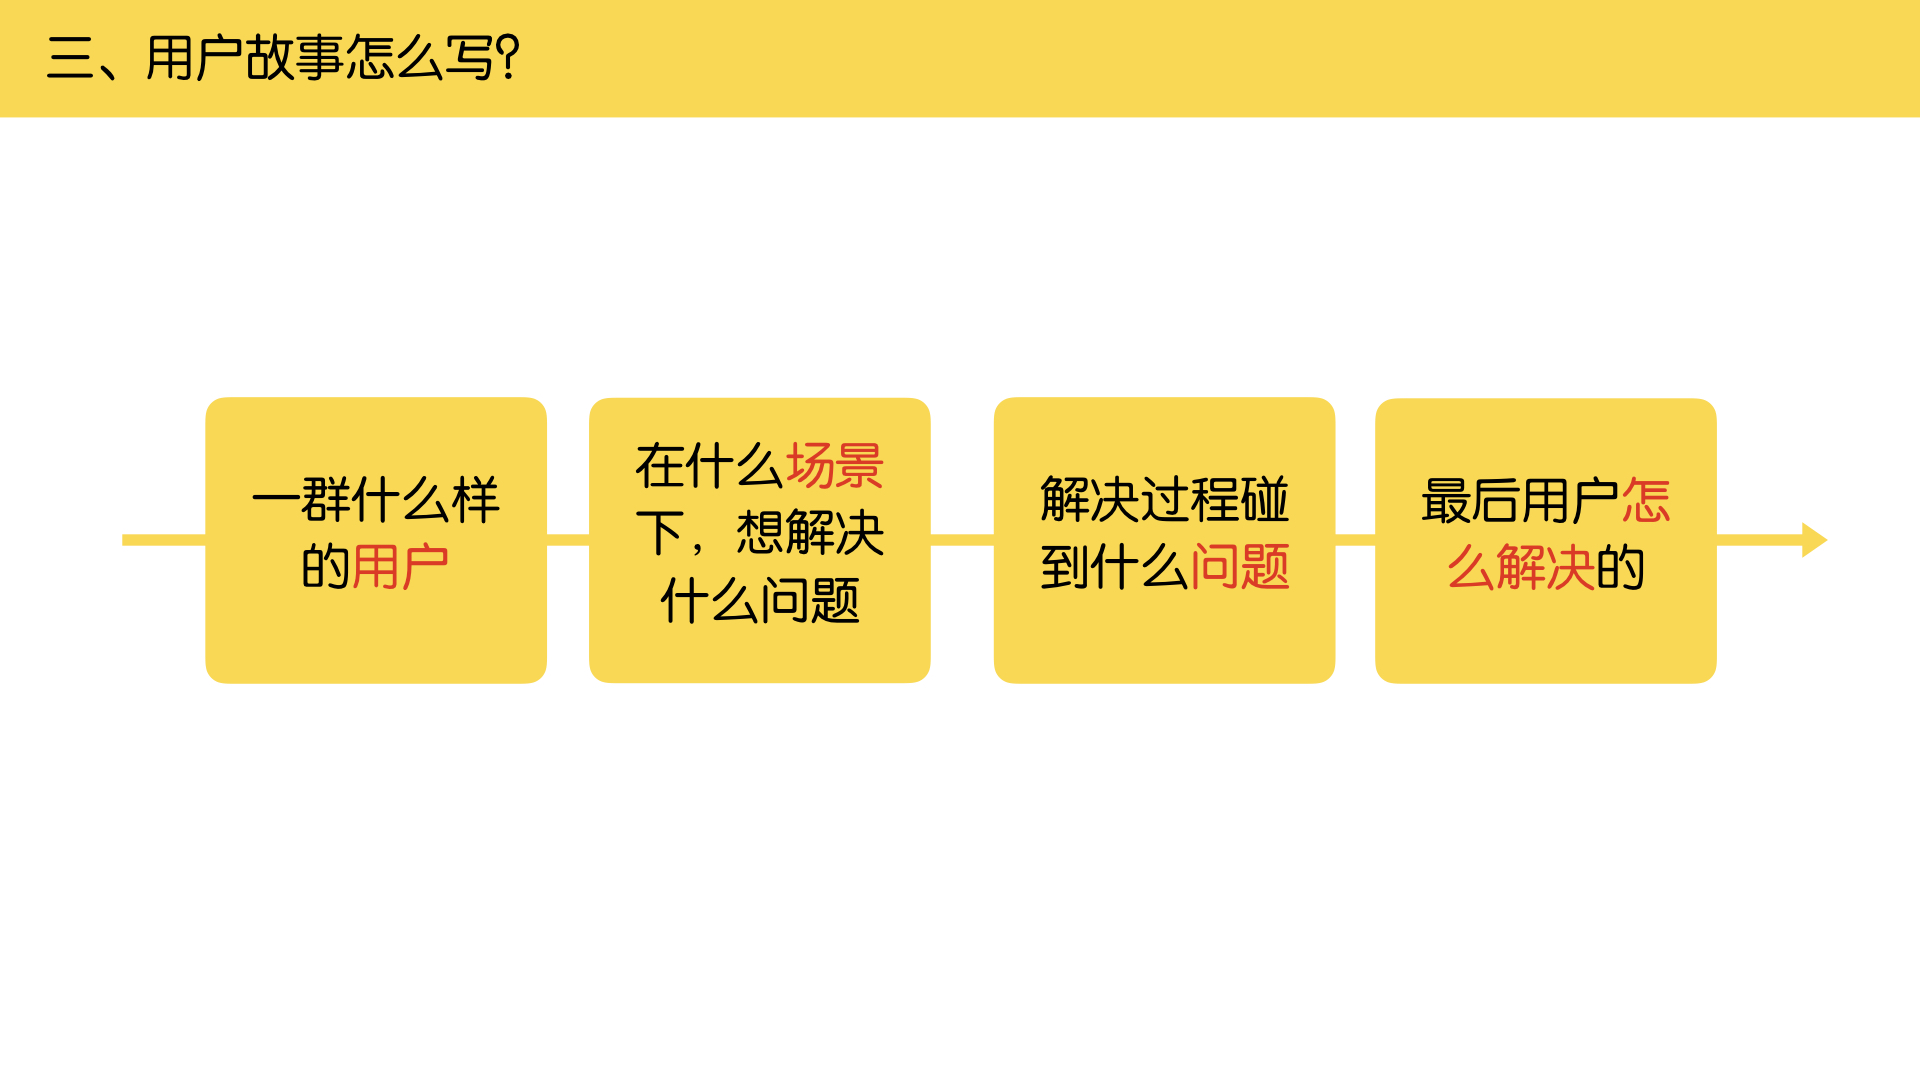 三、用户故事怎么写?
一群什么样
的用户
在什么场景
下，想解决
什么问题
解决过程碰
到什么问题
最后用户怎
么解决的